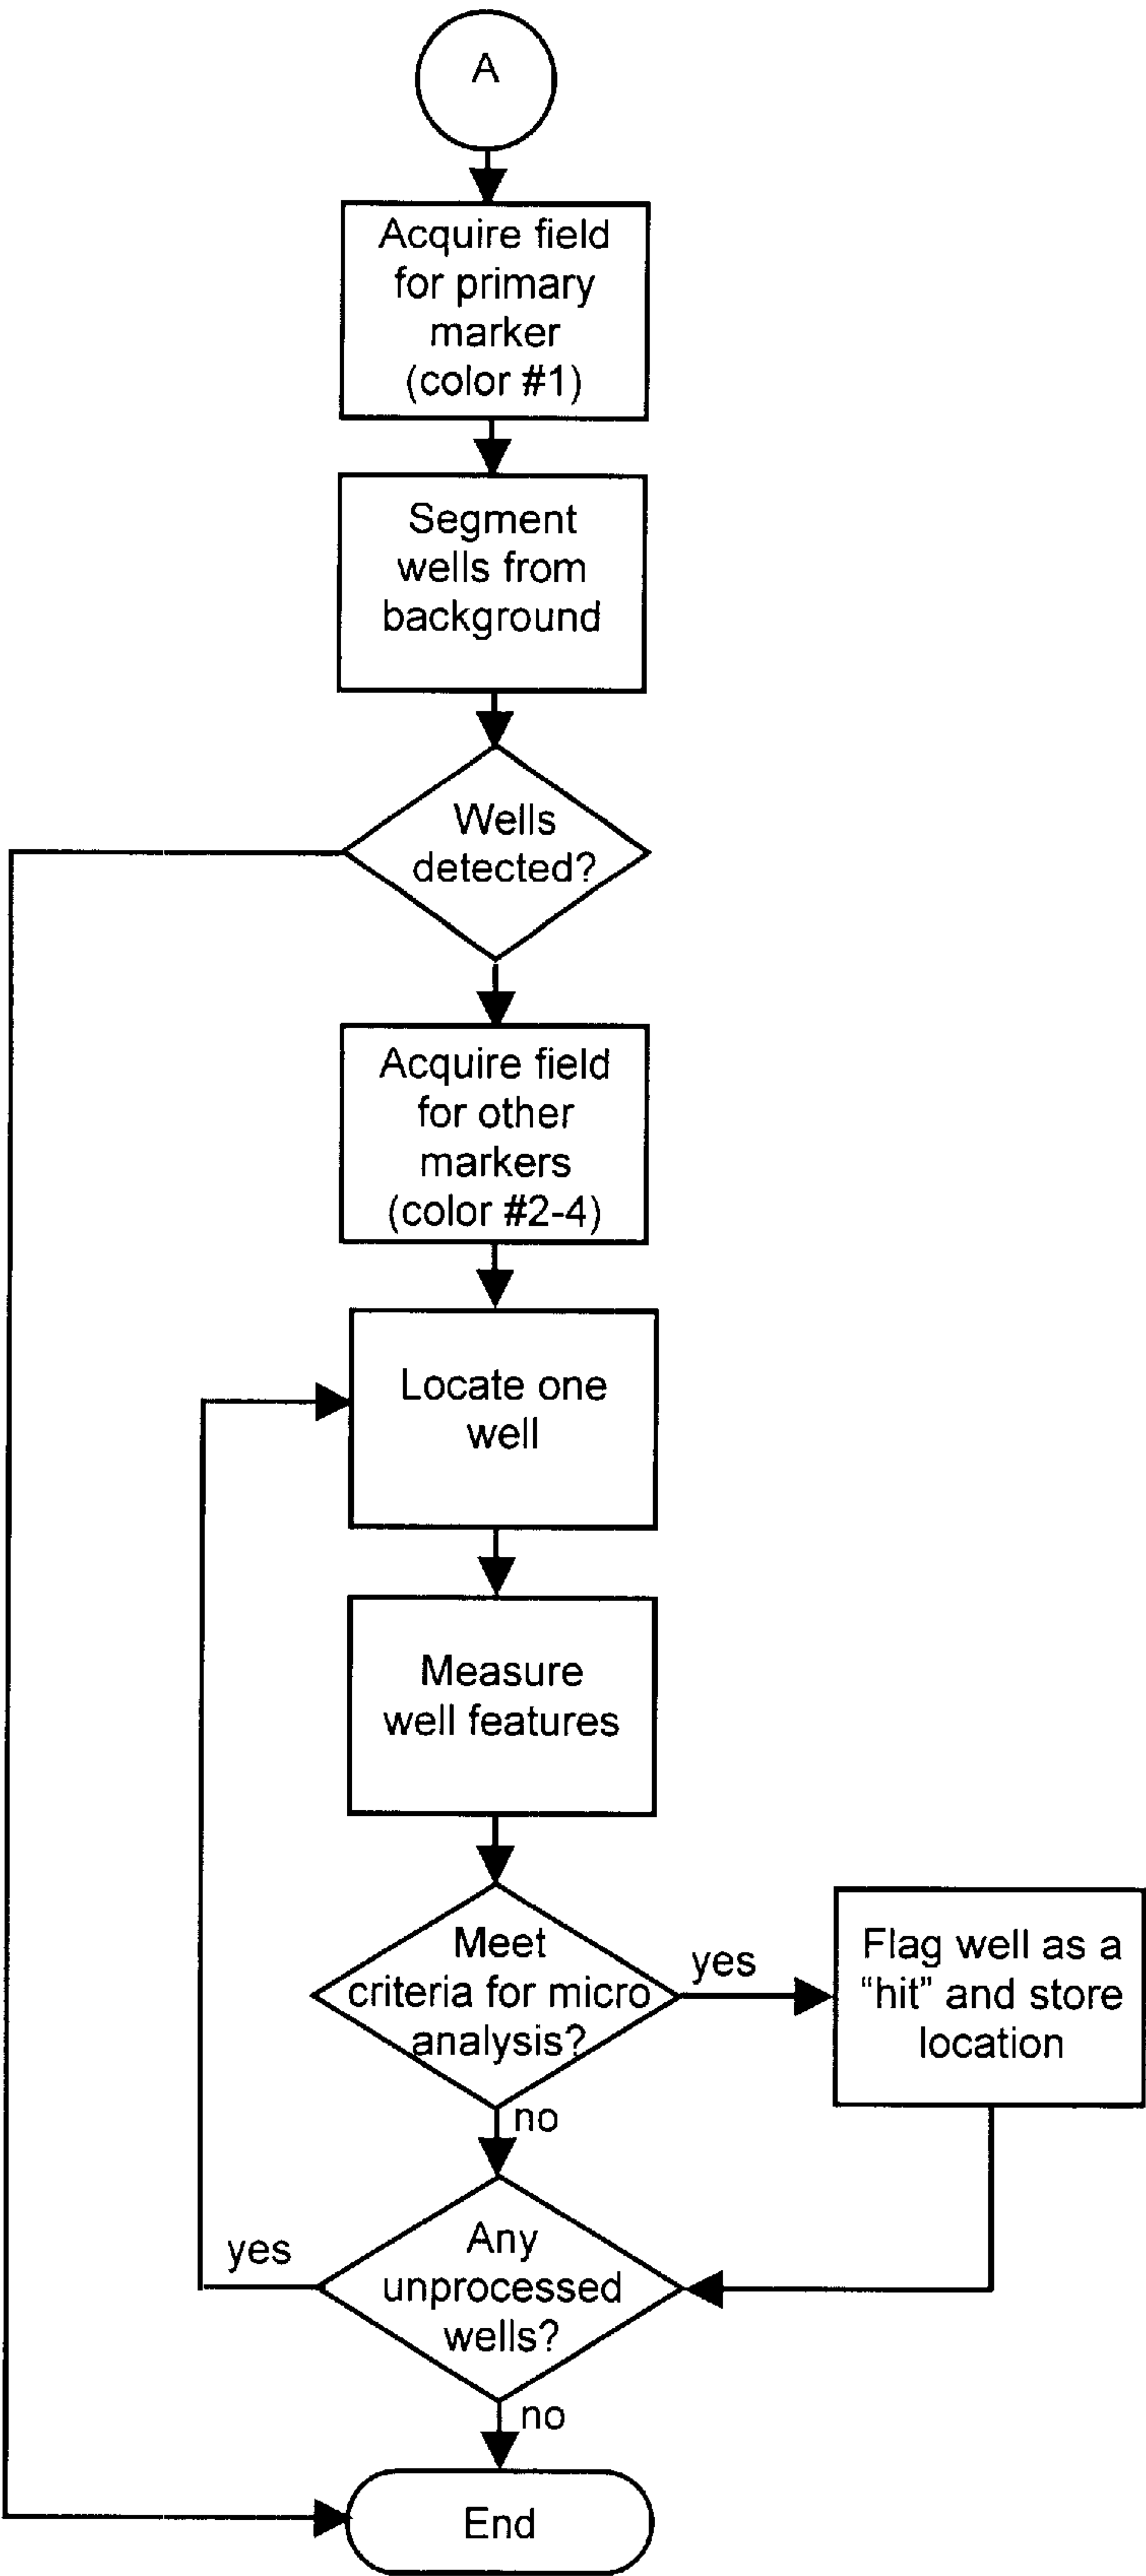 A
Acquire field
for primary
marker
(color #1)
Segment
wells from
background
Wells
detected?
Acquire field
for other
markers
(color #2-4)
Locate one
well
Measure
well features
Meet
criteria for micro
analysis?
yes
Flag well as a
“hit” and store
location
no
Any
unprocessed
wells?
yes
no
End